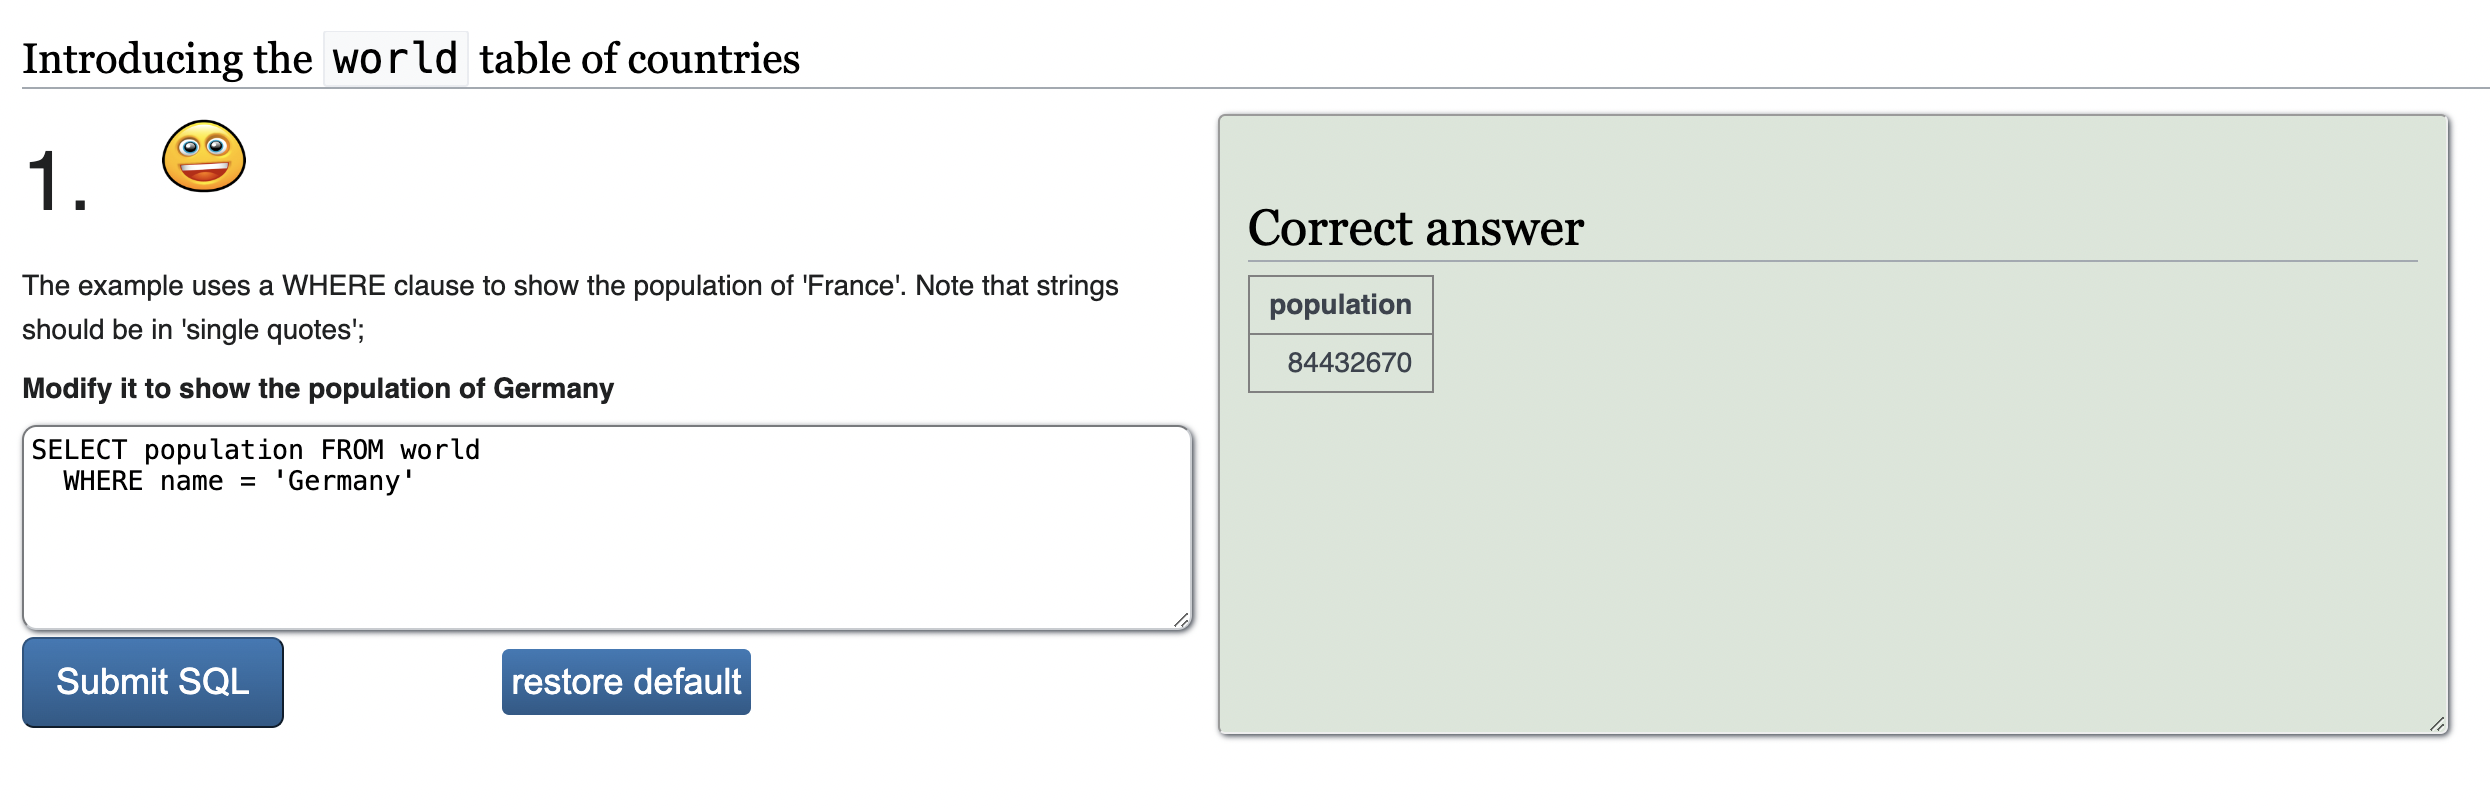 Introducing the world table of countries
1.
The example uses a WHERE clause to show the population of 'France'. Note that strings
should be in 'single quotes';
Modify it to show the population of Germany
SELECT population FROM world
  WHERE name = 'Germany'
Submit SQL
restore default
Correct answer
population
84432670